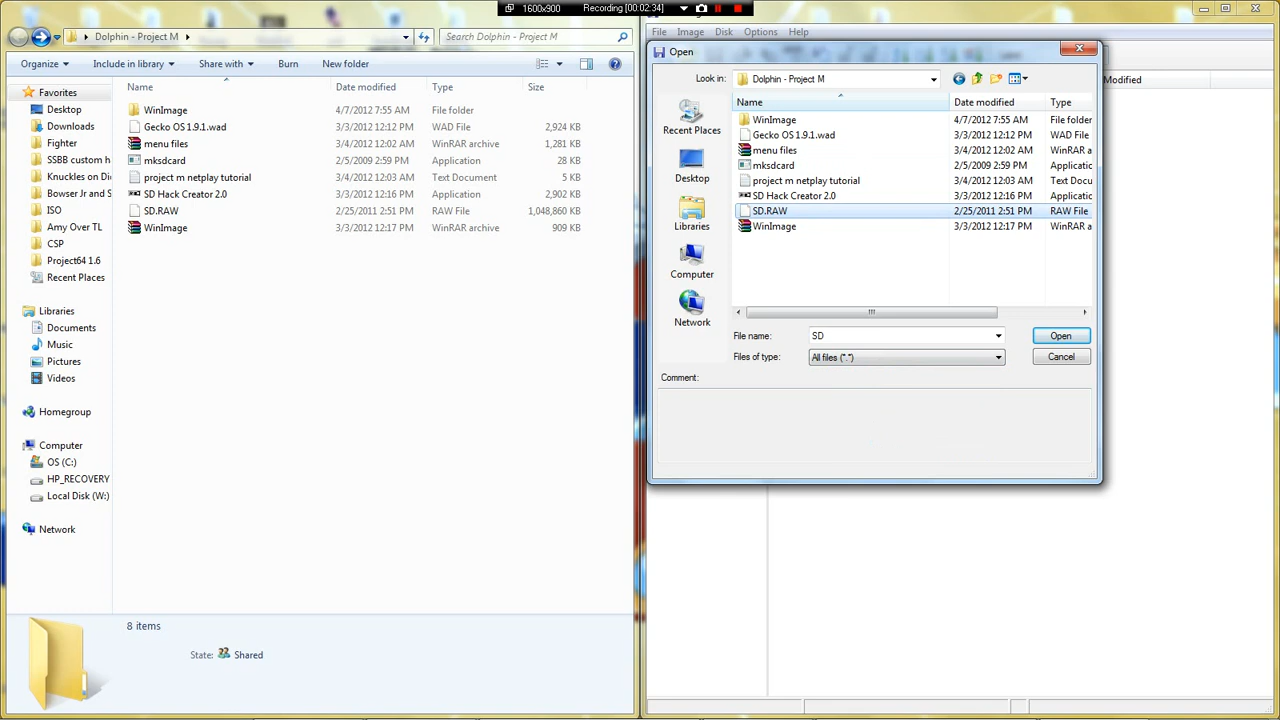 1600x900 Recording [00:02:34]
Dolphin - Project M
Search Dolphin - Project M
Organize Include in library Share with Burn New folder
Name Date modified Type Size
Favorites
Desktop
Downloads
Fighter
SSBB custom h
Knuckles on Di
Bowser Jr and S
ISO
Amy Over TL
CSP
Project64 1.6
Recent Places
Libraries
Documents
Music
Pictures
Videos
Homegroup
Computer
OS (C:)
HP_RECOVERY
Local Disk (W:)
Network
WinImage 4/7/2012 7:55 AM File folder
Gecko OS 1.9.1.wad 3/3/2012 12:12 PM WAD File 2,924 KB
menu files 3/4/2012 12:02 AM WinRAR archive 1,281 KB
mksdcard 2/5/2009 2:59 PM Application 28 KB
project m netplay tutorial 3/4/2012 12:03 AM Text Document 5 KB
SD Hack Creator 2.0 3/3/2012 12:16 PM Application 2,902 KB
SD.RAW 2/25/2011 2:51 PM RAW File 1,048,860 KB
WinImage 3/3/2012 12:17 PM WinRAR archive 909 KB
8 items
State: Shared
File Image Disk Options Help
Modified
Open
Look in: Dolphin - Project M
Recent Places
Desktop
Libraries
Computer
Network
Name Date modified Type
WinImage 4/7/2012 7:55 AM File fold
Gecko OS 1.9.1.wad 3/3/2012 12:12 PM WAD File
menu files 3/4/2012 12:02 AM WinRAR a
mksdcard 2/5/2009 2:59 PM Applicatic
project m netplay tutorial 3/4/2012 12:03 AM Text Docu
SD Hack Creator 2.0 3/3/2012 12:16 PM Applicatic
SD.RAW 2/25/2011 2:51 PM RAW File
WinImage 3/3/2012 12:17 PM WinRAR a
File name: SD Open
Files of type: All files (*.*) Cancel
Comment: